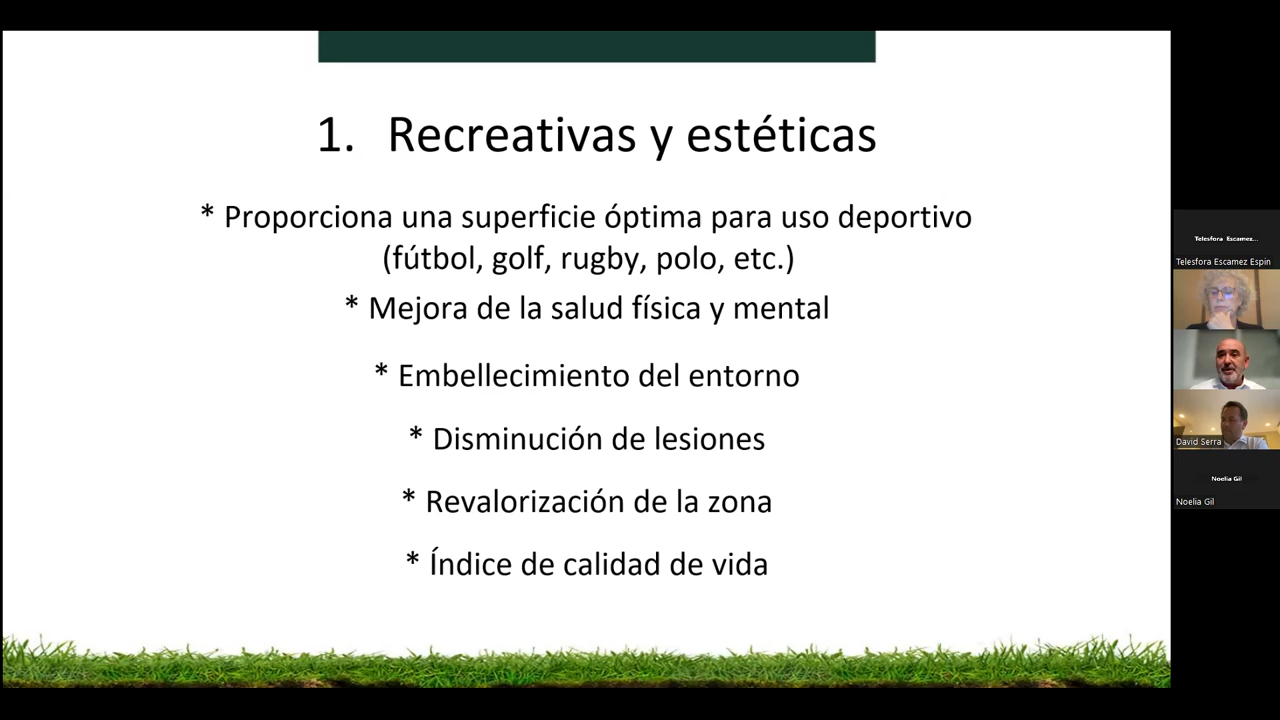 1. Recreativas y estéticas
* Proporciona una superficie óptima para uso deportivo
(fútbol, golf, rugby, polo, etc.)
* Mejora de la salud física y mental
* Embellecimiento del entorno
* Disminución de lesiones
* Revalorización de la zona
* Índice de calidad de vida
Telesfora Escamez...
Telesfora Escamez Espin
David Serra
Noelia Gil
Noelia Gil